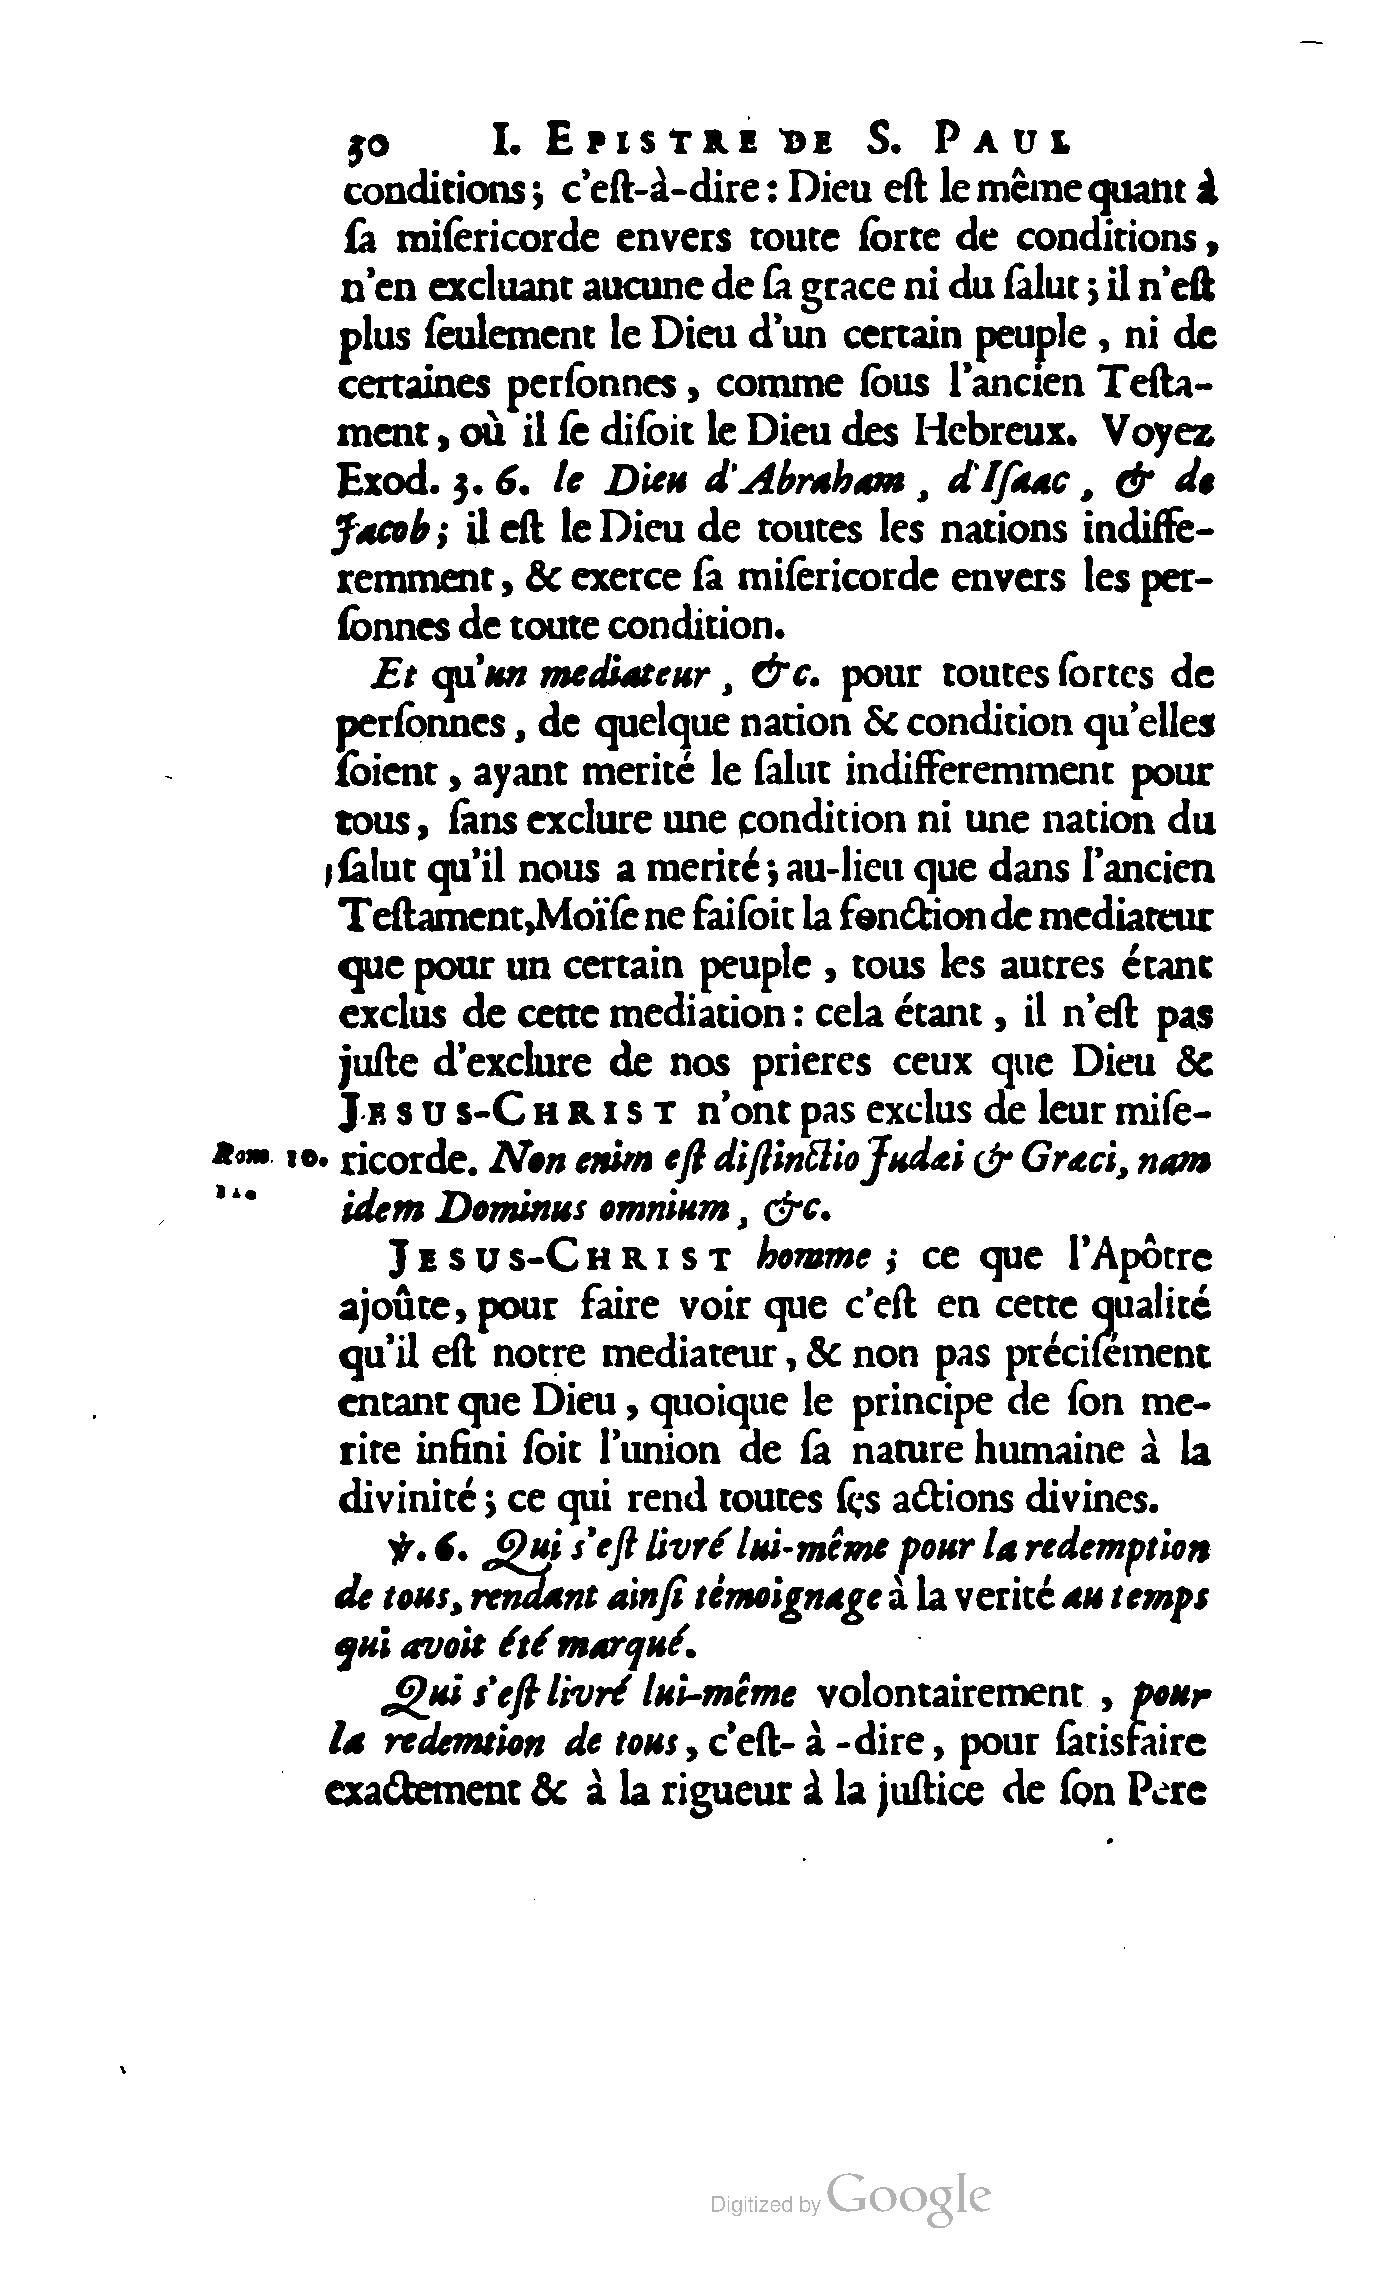 30 I. EPISTRE DE S. PAUL
conditions; c'eſt-à-dire: Dieu eſt le même quant à
ſa miſericorde envers toute ſorte de conditions,
n'en excluant aucune de ſa grace ni du ſalut; il n'eſt
plus ſeulement le Dieu d'un certain peuple, ni de
certaines perſonnes, comme ſous l'ancien Teſta-
ment, où il ſe diſoit le Dieu des Hebreux. Voyez
Exod. 3. 6. le Dieu d'Abraham, d'Iſaac, & de
Jacob; il eſt le Dieu de toutes les nations indiffe-
remment, & exerce ſa miſericorde envers les per-
ſonnes de toute condition.
Et qu'un mediateur, &c. pour toutes ſortes de
perſonnes, de quelque nation & condition qu'elles
ſoient, ayant merité le ſalut indifferemment pour
tous, ſans exclure une condition ni une nation du
ſalut qu'il nous a merité; au-lieu que dans l'ancien
Teſtament, Moïſe ne faiſoit la fonction de mediateur
que pour un certain peuple, tous les autres étant
exclus de cette mediation: cela étant, il n'eſt pas
juſte d'exclure de nos prieres ceux que Dieu &
JESUS-CHRIST n'ont pas exclus de leur miſe-
Rom. 10. ricorde. Non enim eſt diſtinctio Judæi & Græci, nam
12. idem Dominus omnium, &c.
JESUS-CHRIST homme; ce que l'Apôtre
ajoûte, pour faire voir que c'eſt en cette qualité
qu'il eſt notre mediateur, & non pas préciſément
entant que Dieu, quoique le principe de ſon me-
rite infini ſoit l'union de ſa nature humaine à la
divinité; ce qui rend toutes ſes actions divines.
℣. 6. Qui s'eſt livré lui-même pour la redemption
de tous, rendant ainſi témoignage à la verité au temps
qui avoit été marqué.
Qui s'eſt livré lui-même volontairement, pour
la redemtion de tous, c'eſt-à-dire, pour ſatisfaire
exactement & à la rigueur à la juſtice de ſon Pere
Digitized by Google